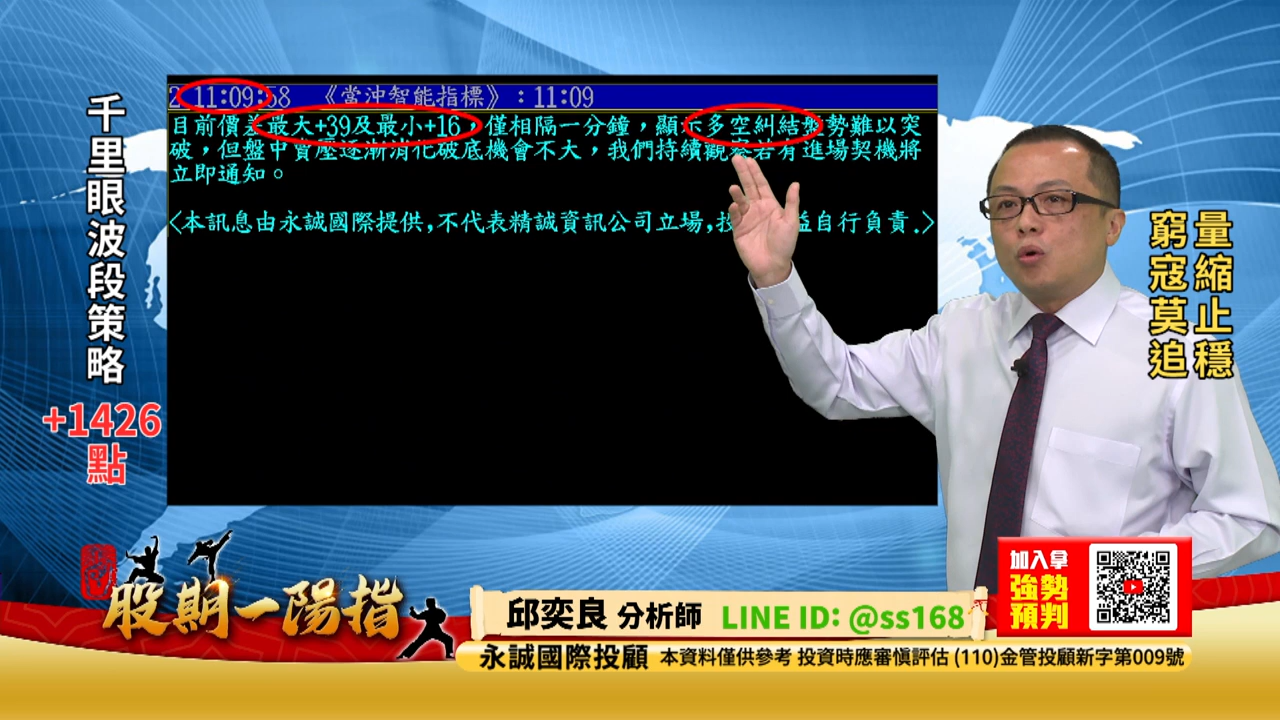 千里眼波段策略
+1426
點
2 11:09:58 《當沖智能指標》:11:09
目前價差最大+39及最小+16,僅相隔一分鐘,顯示多空糾結盤勢難以突
破,但盤中賣壓逐漸消化破底機會不大,我們持續觀察若有進場契機將
立即通知。
<本訊息由永誠國際提供,不代表精誠資訊公司立場,投 益自行負責.>
量縮止穩
窮寇莫追
股期一陽指
加入拿
強勢
預判
邱奕良 分析師 LINE ID: @ss168
永誠國際投顧 本資料僅供參考 投資時應審慎評估 (110)金管投顧新字第009號